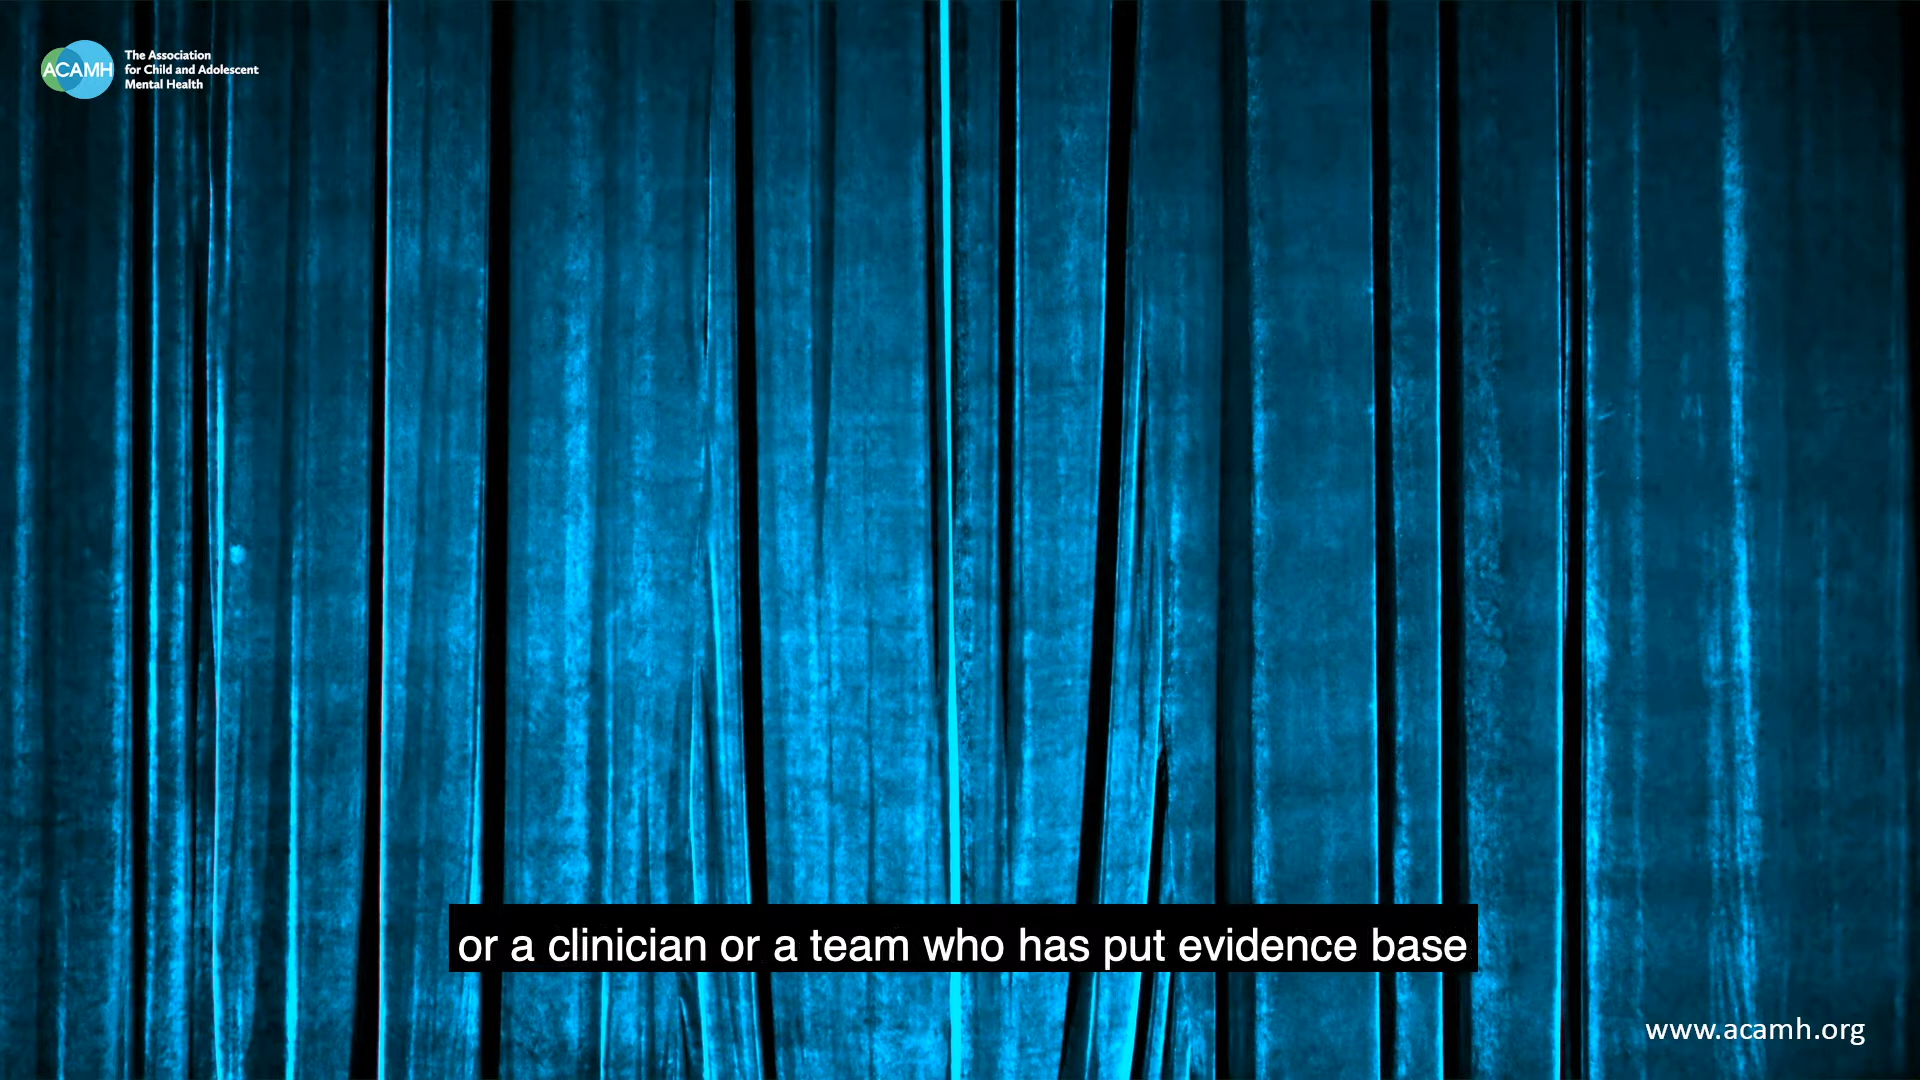 ACAMH
The Association
for Child and Adolescent
Mental Health
or a clinician or a team who has put evidence base
www.acamh.org